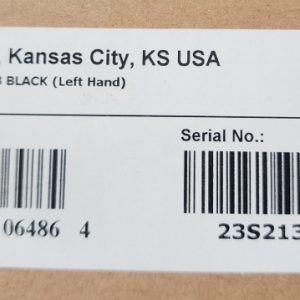 , Kansas City, KS USA
BLACK (Left Hand)
Serial No.:
06486 4
23S213